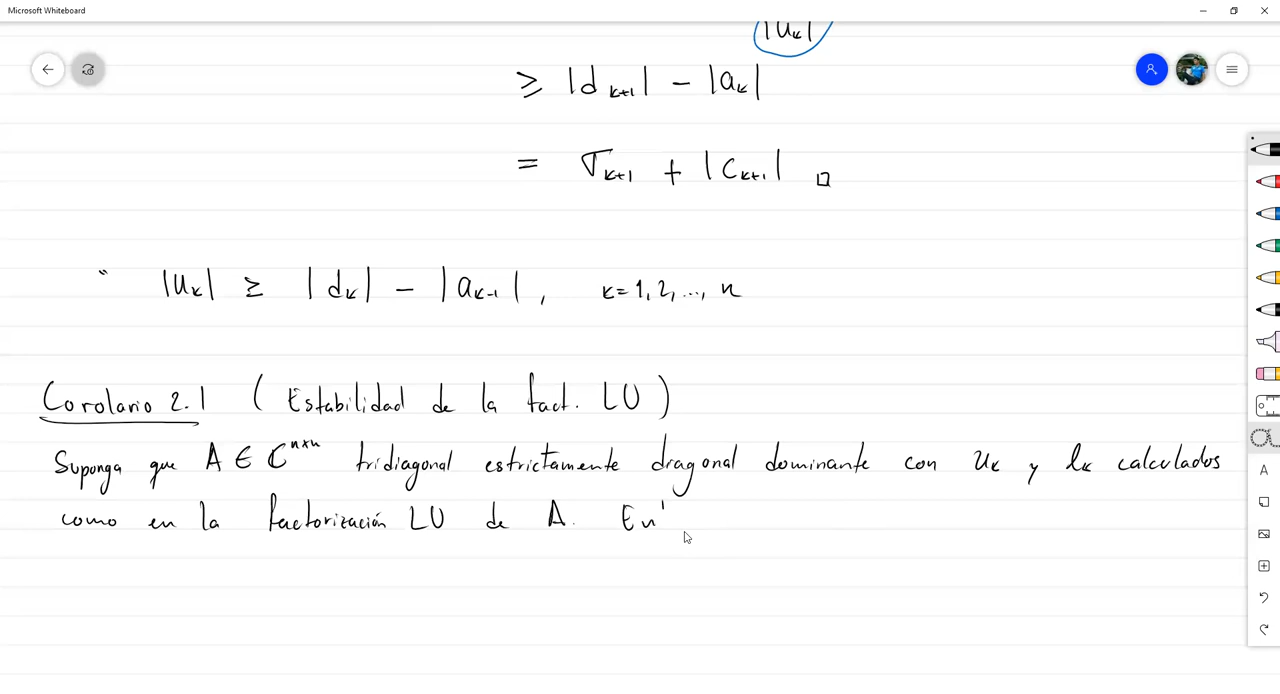 Microsoft Whiteboard
|u_k|
≥ |d_{k+1}| - |a_k|
= σ_{k+1} + |c_{k+1}| □
" |u_k| ≥ |d_k| - |a_{k-1}|, k=1,2,..., n
Corolario 2.1 (Estabilidad de la fact. LU)
Suponga que A ∈ C^{n×n} tridiagonal estrictamente diagonal dominante con u_k y l_k calculados
como en la factorización LU de A. En'
A